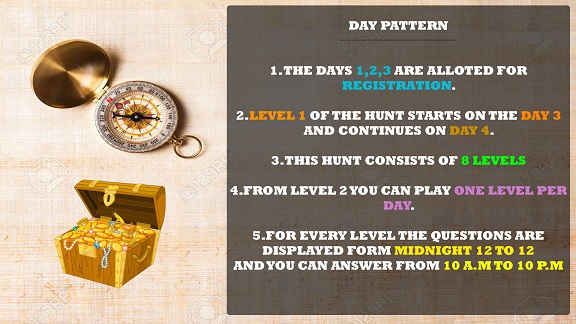 DAY PATTERN
1.THE DAYS 1,2,3 ARE ALLOTED FOR
REGISTRATION.
2.LEVEL 1 OF THE HUNT STARTS ON THE DAY 3
AND CONTINUES ON DAY 4.
3.THIS HUNT CONSISTS OF 8 LEVELS
4.FROM LEVEL 2 YOU CAN PLAY ONE LEVEL PER
DAY.
5.FOR EVERY LEVEL THE QUESTIONS ARE
DISPLAYED FORM MIDNIGHT 12 TO 12
AND YOU CAN ANSWER FROM 10 A.M TO 10 P.M